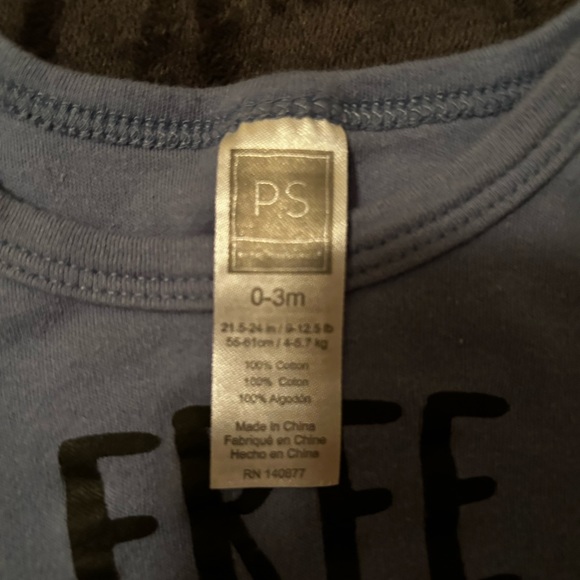 PS
0-3m
21.5-24 in / 9-12.5 lb
55-61cm / 4-5.7 kg
100% Cotton
100% Coton
100% Algodón
Made in China
Fabriqué en Chine
Hecho en China
RN 140877
FREE